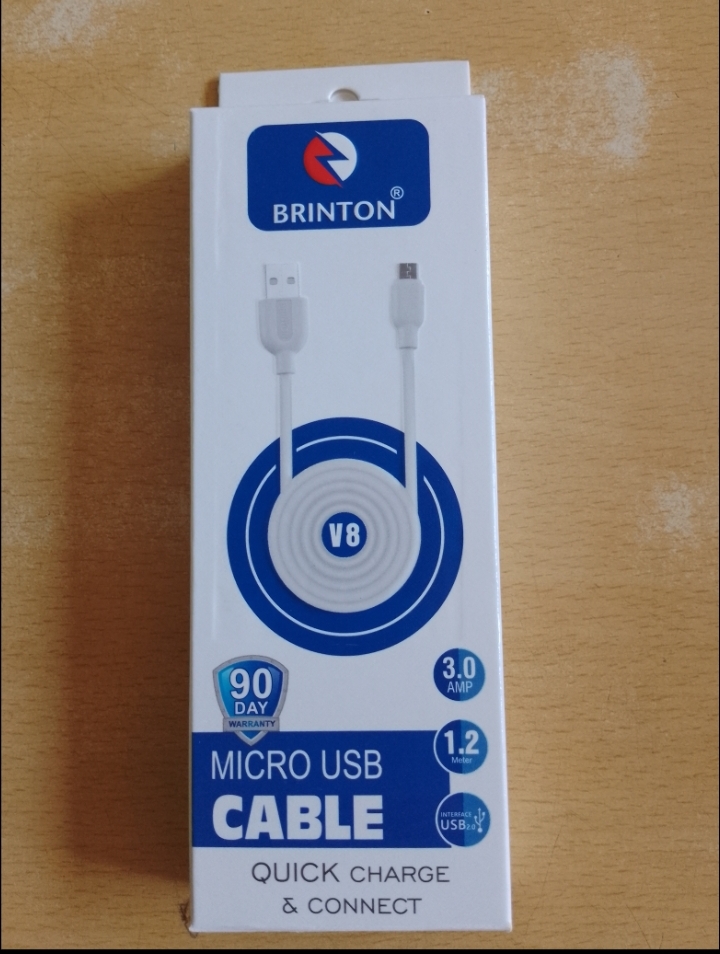 BRINTON®
V8
90
DAY
WARRANTY
3.0
AMP
1.2
Meter
INTERFACE
USB2.0
MICRO USB
CABLE
QUICK CHARGE
& CONNECT